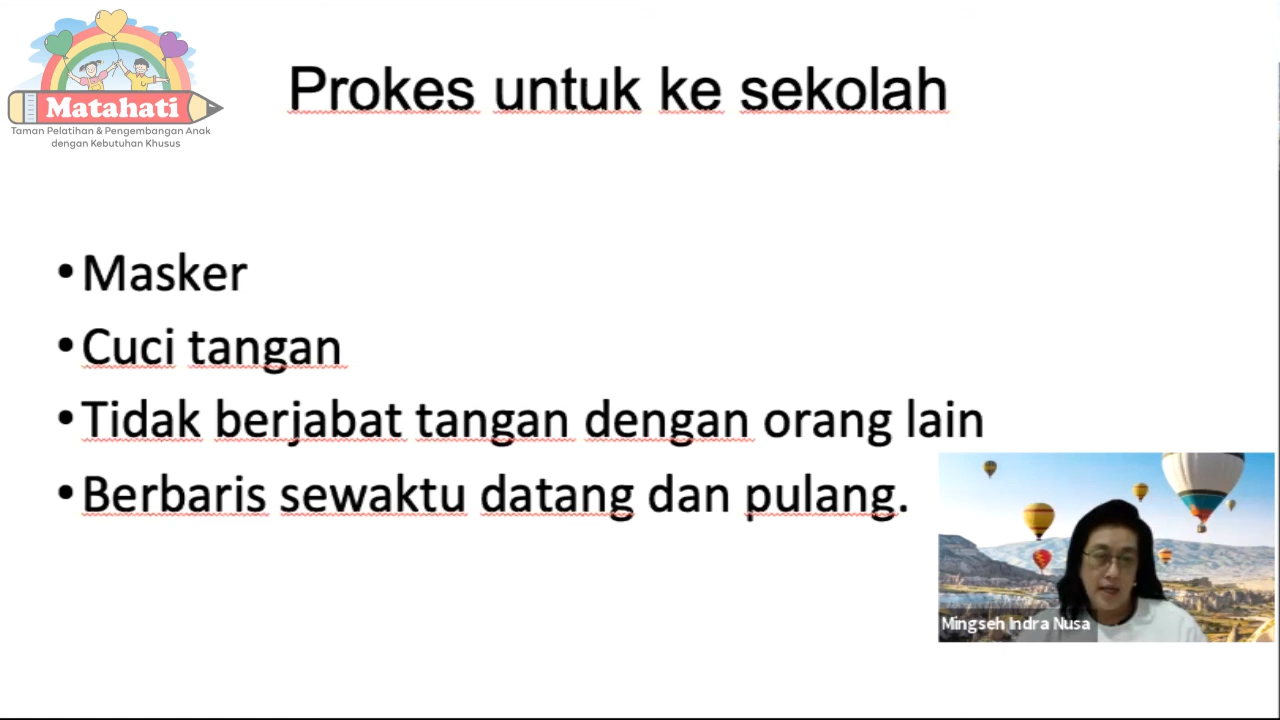 Matahati
Taman Pelatihan & Pengembangan Anak
dengan Kebutuhan Khusus
Prokes untuk ke sekolah
• Masker
• Cuci tangan
• Tidak berjabat tangan dengan orang lain
• Berbaris sewaktu datang dan pulang.
Mingseh Indra Nusa